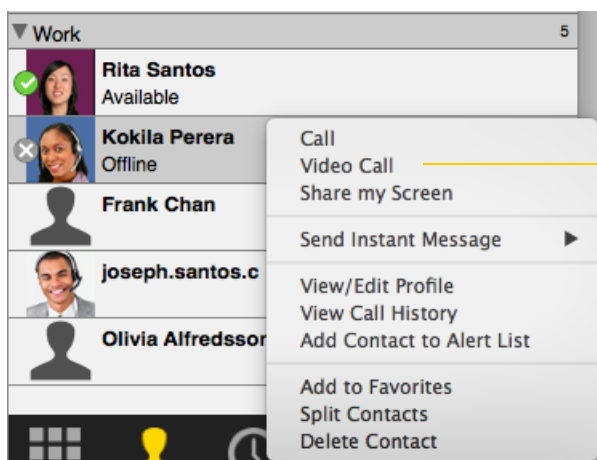 Work 5
Rita Santos
Available
Kokila Perera
Offline
Frank Chan
joseph.santos.c
Olivia Alfredsson
Call
Video Call
Share my Screen
Send Instant Message
View/Edit Profile
View Call History
Add Contact to Alert List
Add to Favorites
Split Contacts
Delete Contact